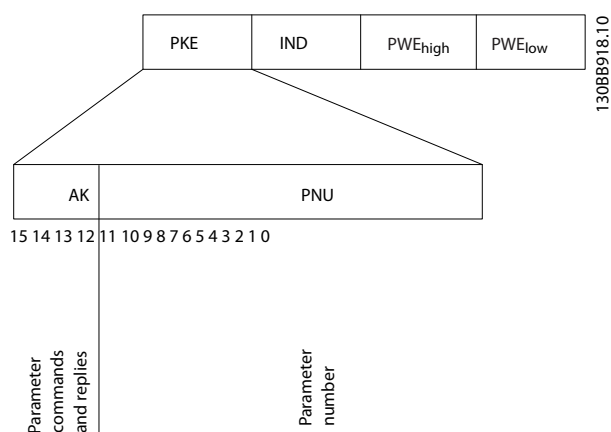 PKE IND PWEhigh PWElow
130BB918.10
AK PNU
15 14 13 12 11 10 9 8 7 6 5 4 3 2 1 0
Parameter
commands
and replies
Parameter
number